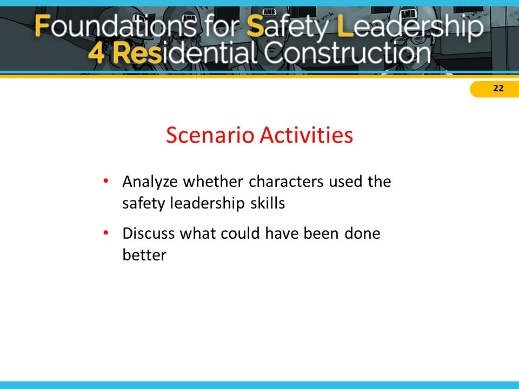 Foundations for Safety Leadership
4 Residential Construction
22
Scenario Activities
• Analyze whether characters used the
safety leadership skills
• Discuss what could have been done
better